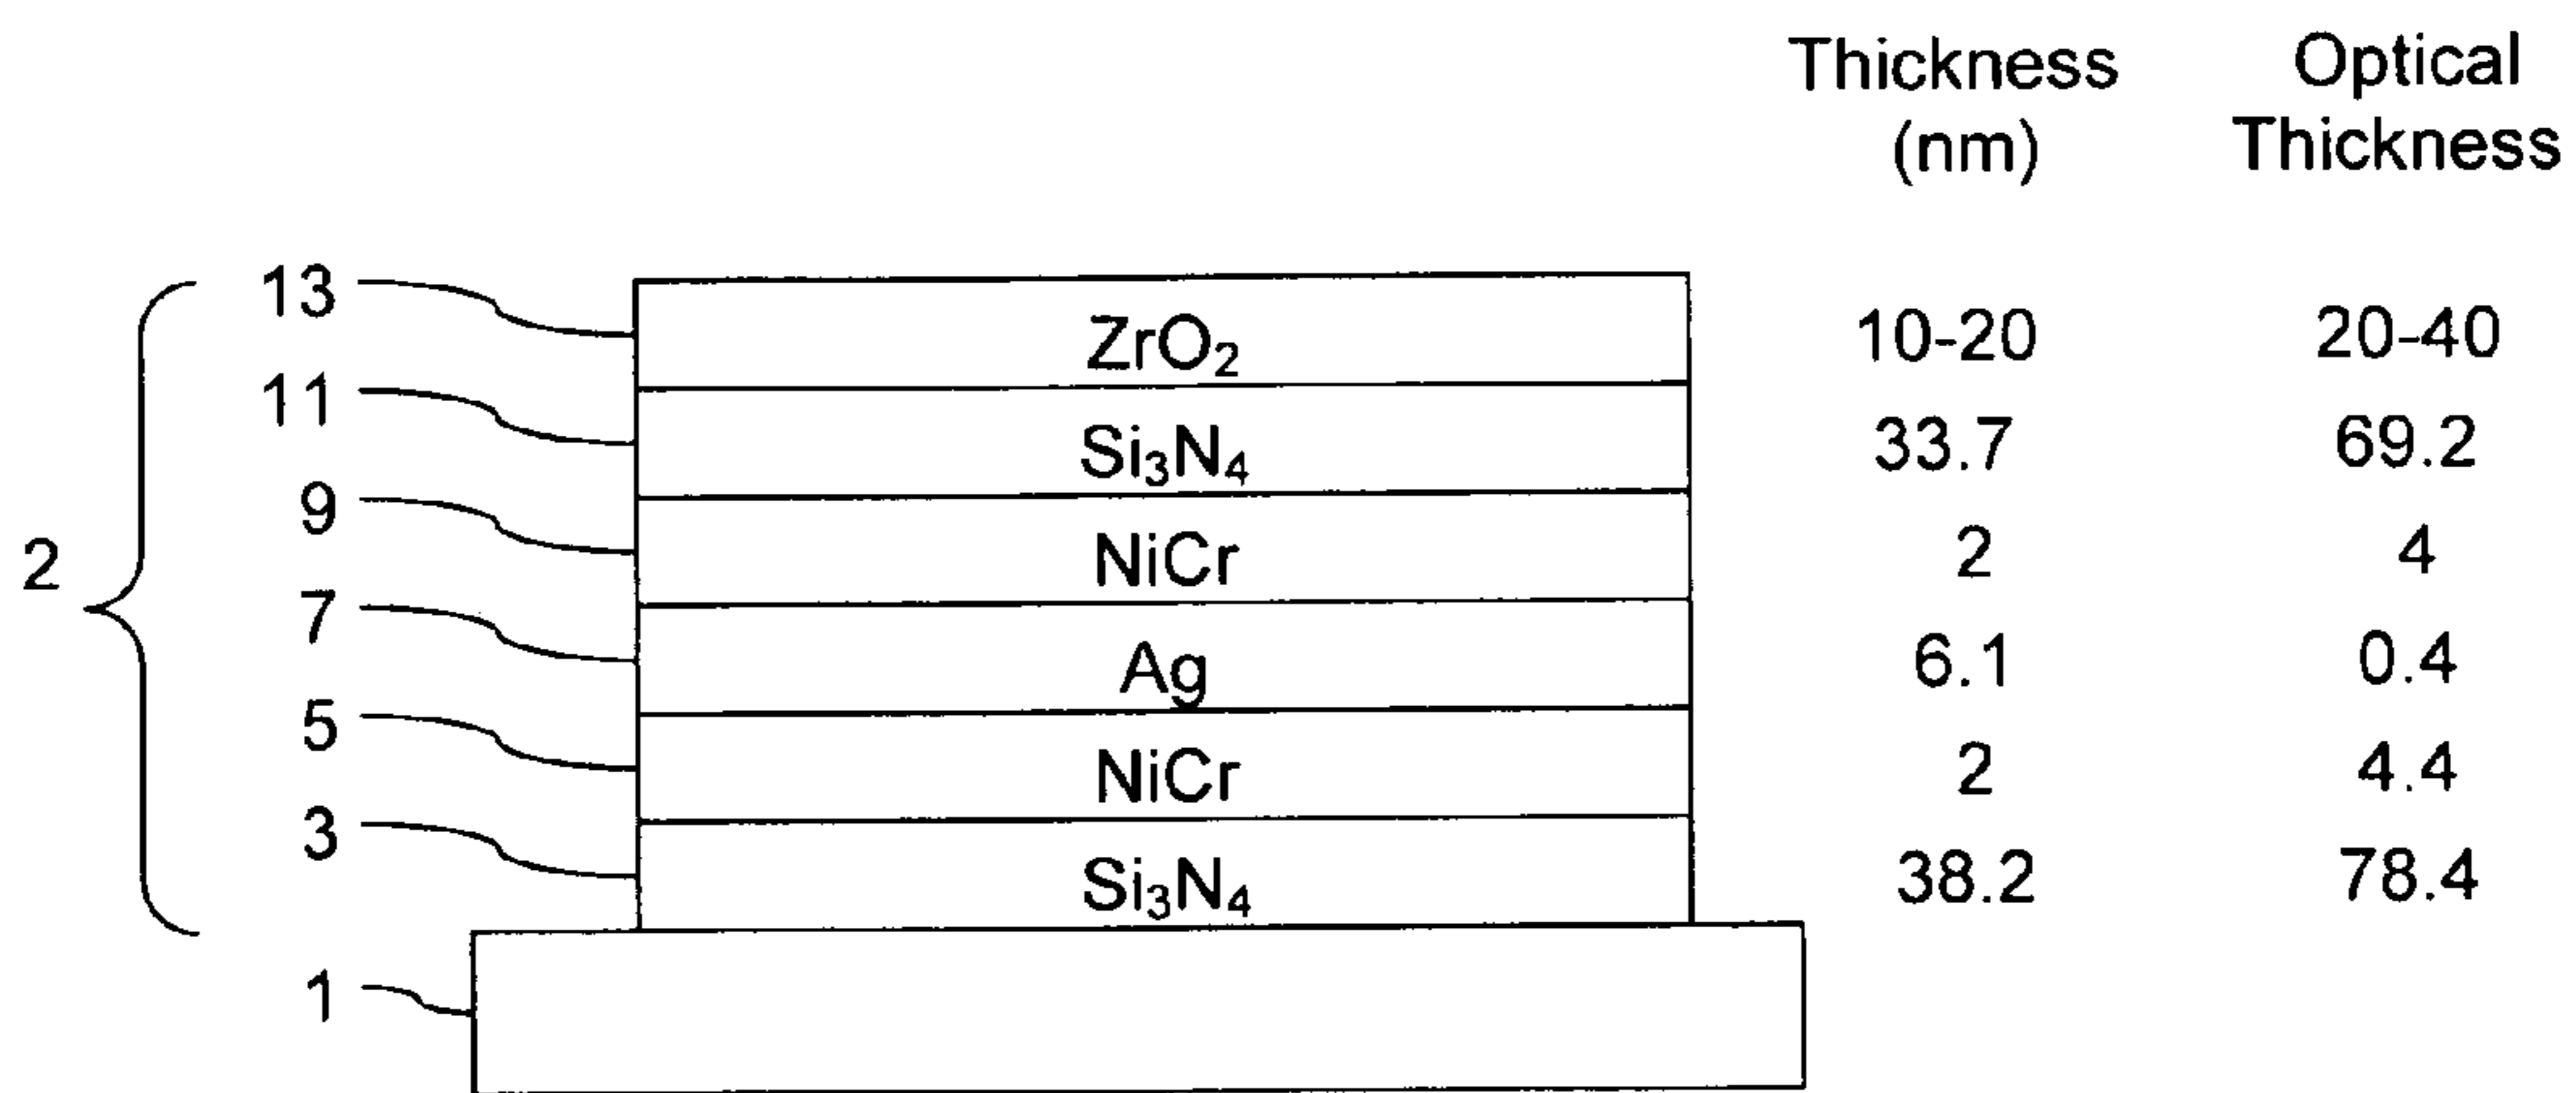 Thickness (nm) Optical Thickness
13 ZrO₂ 10-20 20-40
11 Si₃N₄ 33.7 69.2
9 NiCr 2 4
2
7 Ag 6.1 0.4
5 NiCr 2 4.4
3 Si₃N₄ 38.2 78.4
1